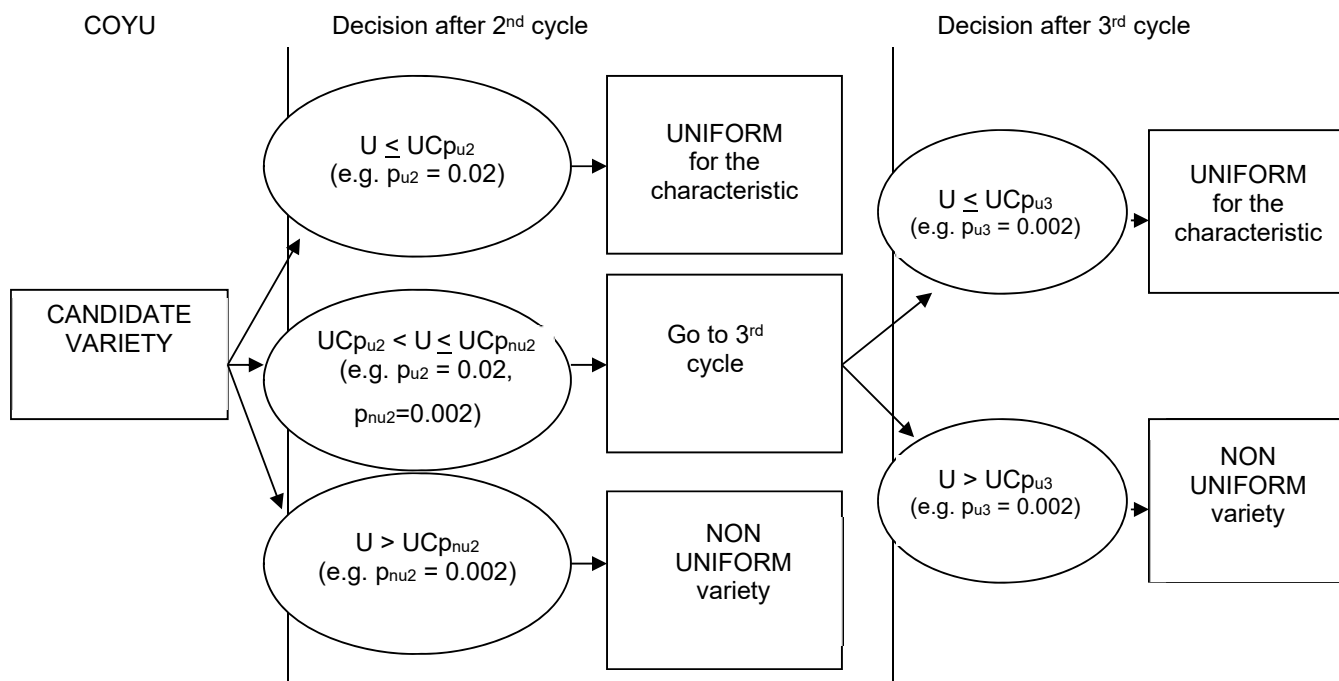 COYU
Decision after 2nd cycle
Decision after 3rd cycle
CANDIDATE
VARIETY
U ≤ UCpu2
(e.g. pu2 = 0.02)
UNIFORM
for the
characteristic
UCpu2 < U ≤ UCpnu2
(e.g. pu2 = 0.02,
pnu2=0.002)
Go to 3rd
cycle
U > UCpnu2
(e.g. pnu2 = 0.002)
NON
UNIFORM
variety
U ≤ UCpu3
(e.g. pu3 = 0.002)
UNIFORM
for the
characteristic
U > UCpu3
(e.g. pu3 = 0.002)
NON
UNIFORM
variety